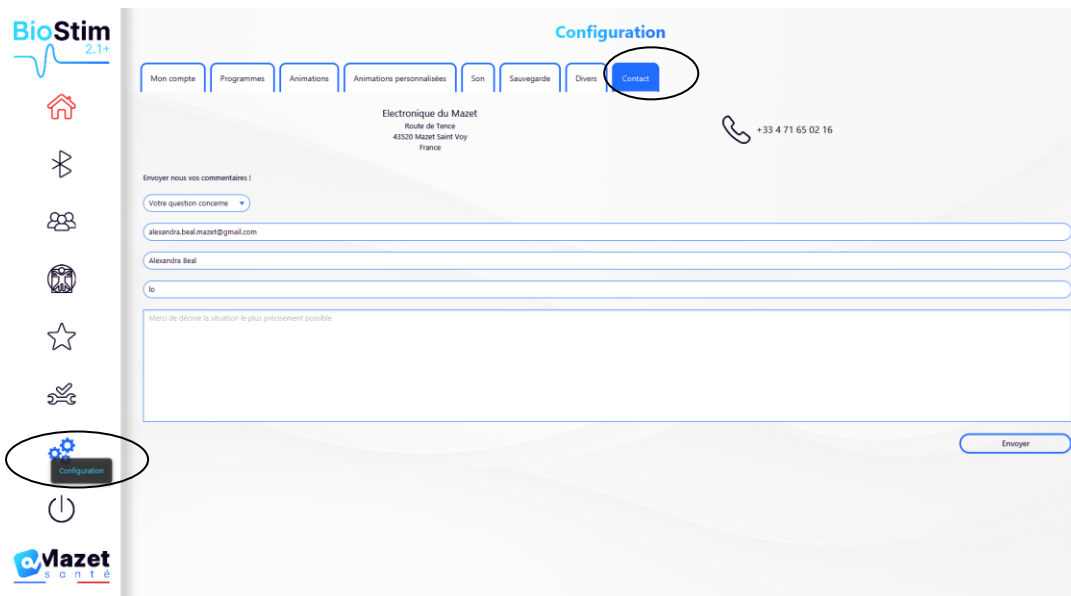 BioStim
2.1+
Configuration
Mon compte
Programmes
Animations
Animations personnalisées
Son
Sauvegarde
Divers
Contact
Electronique du Mazet
Route de Tence
43520 Mazet Saint Voy
France
+33 4 71 65 02 16
Envoyer nous vos commentaires !
Votre question concerne
alexandra.beal.mazet@gmail.com
Alexandra Beal
lo
Merci de décrire la situation le plus précisément possible
Envoyer
Configuration
@Mazet
santé